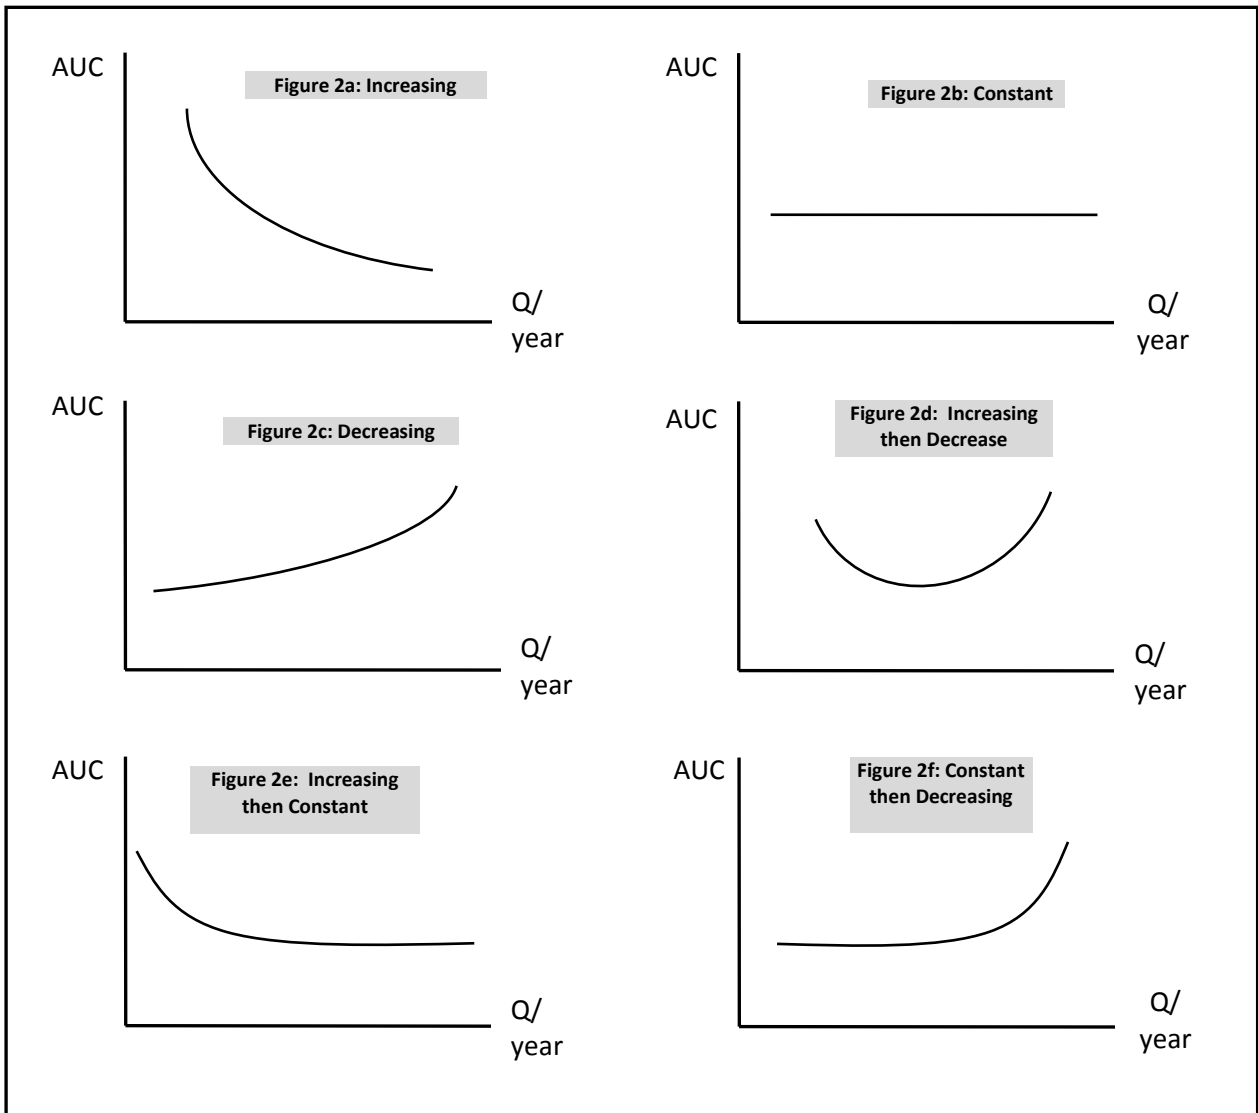 AUC
Figure 2a: Increasing
Q/
year
AUC
Figure 2b: Constant
Q/
year
AUC
Figure 2c: Decreasing
Q/
year
AUC
Figure 2d:  Increasing
then Decrease
Q/
year
AUC
Figure 2e:  Increasing
then Constant
Q/
year
AUC
Figure 2f: Constant
then Decreasing
Q/
year